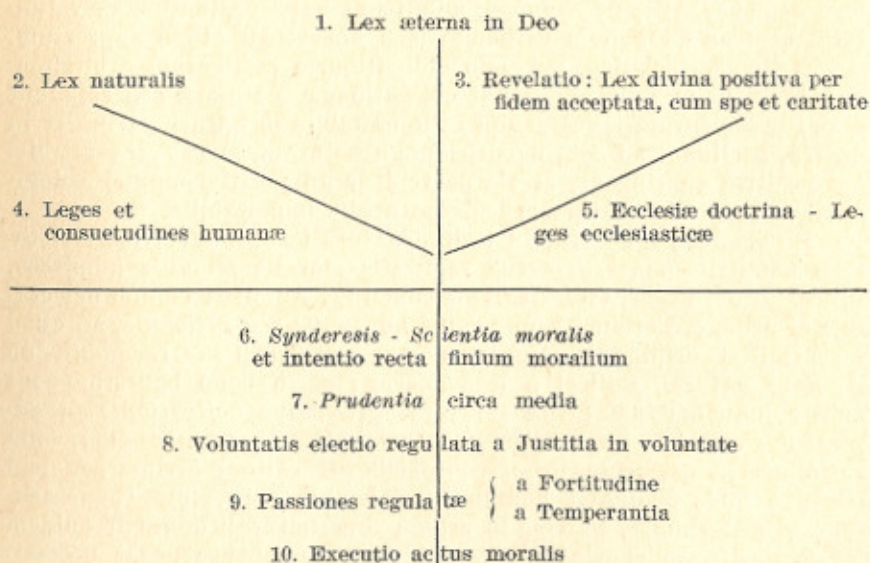 1. Lex æterna in Deo
2. Lex naturalis
3. Revelatio : Lex divina positiva per
fidem acceptata, cum spe et caritate
4. Leges et
consuetudines humanæ
5. Ecclesiæ doctrina - Le-
ges ecclesiasticæ
6. Synderesis - Scientia moralis
et intentio recta finium moralium
7. Prudentia circa media
8. Voluntatis electio regulata a Justitia in voluntate
9. Passiones regulatæ { a Fortitudine
a Temperantia
10. Executio actus moralis